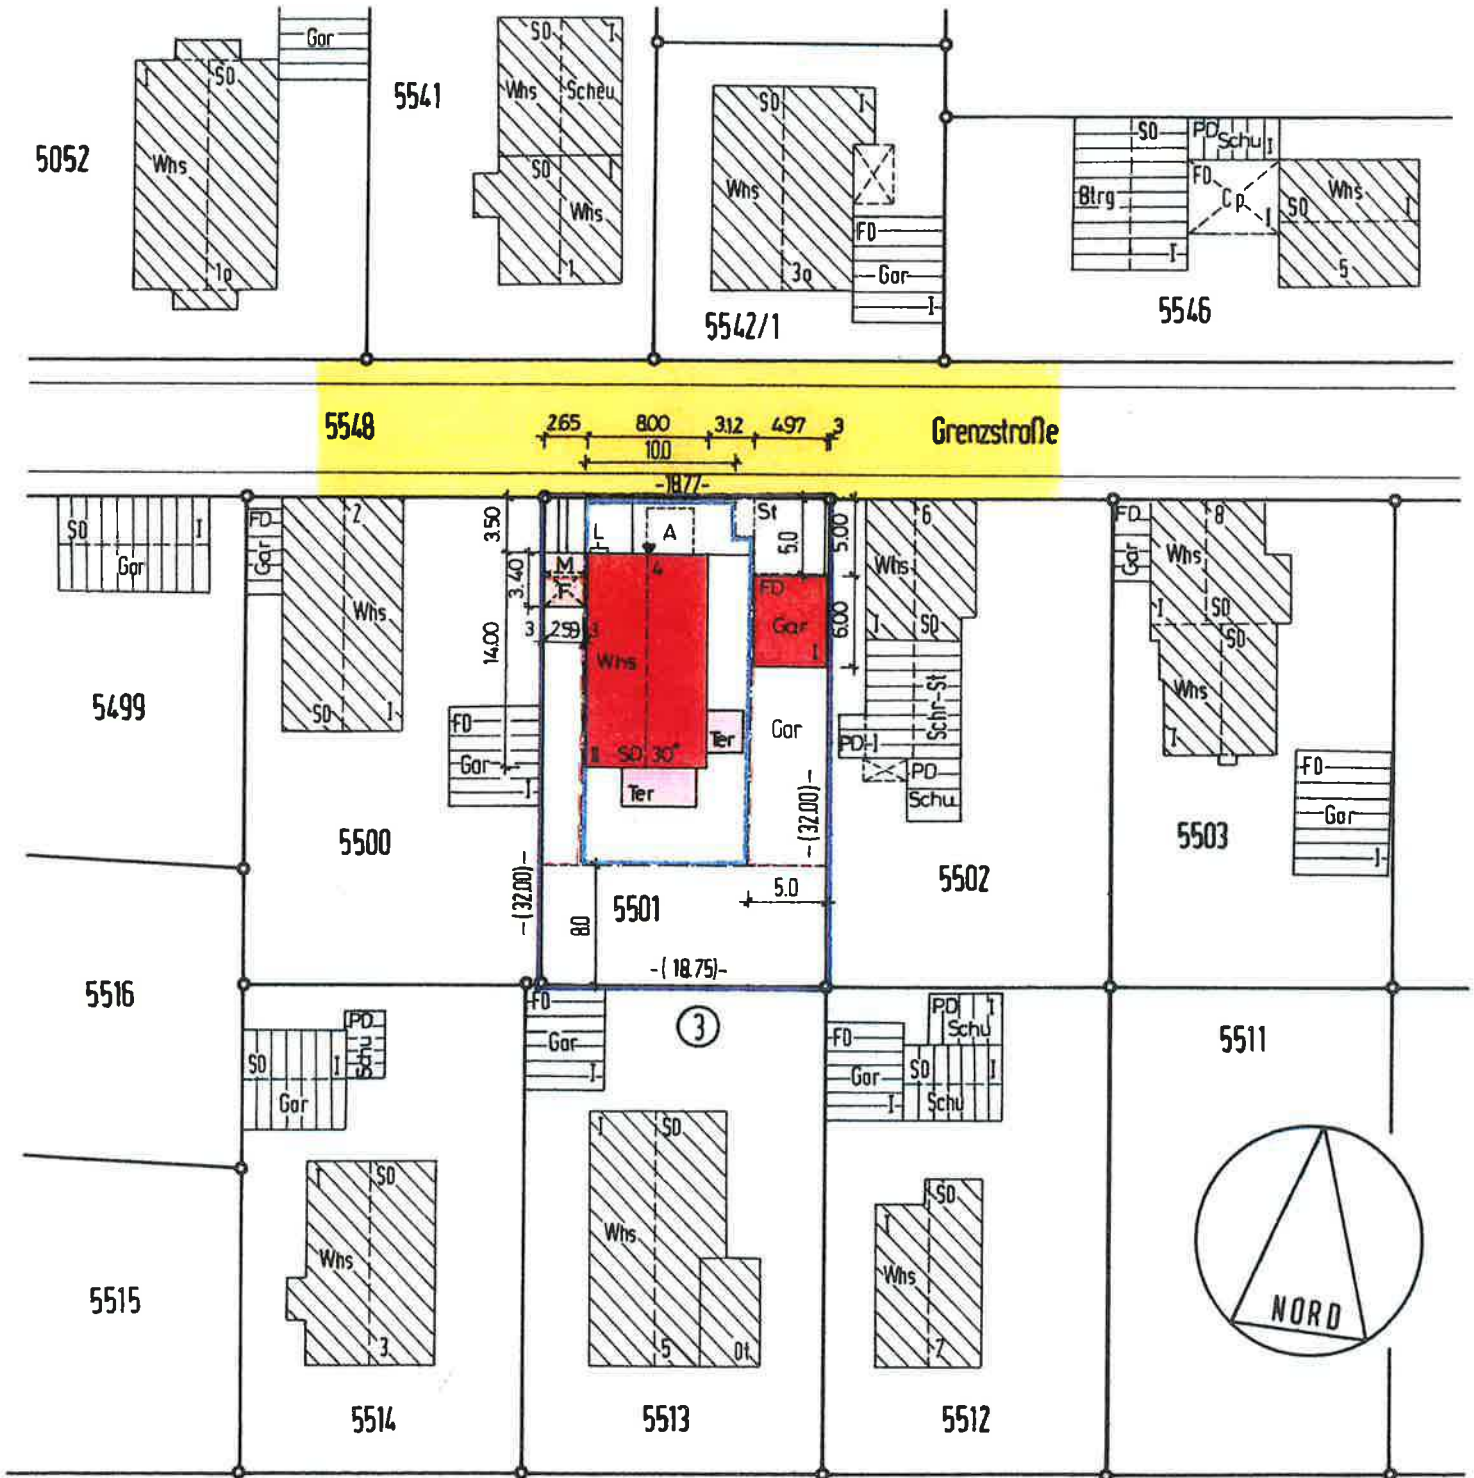 Gar
SD I
Whs Scheu
SD I
Whs
1
5541
I SD
Whs
1a
5052
SD I
Whs
3a
FD
Gar
I
5542/1
SD
Btrg
I
PD
Schu I
FD
Cp
I
Whs
SD I
5
5546
5548
2.65 8.00 3.12 4.97 3
10.0
-18.77-
Grenzstraße
SD I
Gar
FD
Gar
2
Whs
SD I
3.50
3.40
14.00
3 2.59 3
L
A
St
5.0
5.00
6.00
M
T
4
Whs
II SD 30°
FD
Gar
I
Ter
Ter
Gar
6
Whs
I SD
Schr-St
PD I
PD
Schu
FD
Gar
8
Whs
I SD
SD
Whs
I
FD
Gar
I
5499
FD
Gar
I
5500
-(32.00)-
-(32.00)-
8.0
5501
5.0
-(18.75)-
5502
5503
5516
FD
Gar
I
3
PD
Schu
SD I
Gar
FD
Gar
I
PD I
Schu
SD I
Schu
5511
5515
I SD
Whs
3
5514
I SD
Whs
5
5513
SD
I
Whs
7
5512
NORD